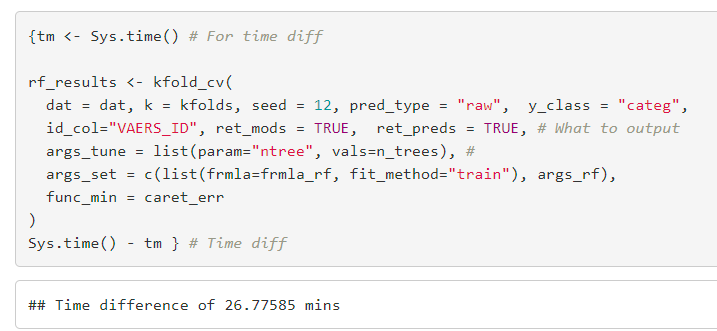 {tm <- Sys.time() # For time diff
rf_results <- kfold_cv(
dat = dat, k = kfolds, seed = 12, pred_type = "raw", y_class = "categ",
id_col="VAERS_ID", ret_mods = TRUE, ret_preds = TRUE, # What to output
args_tune = list(param="ntree", vals=n_trees), #
args_set = c(list(frmla=frmla_rf, fit_method="train"), args_rf),
func_min = caret_err
)
Sys.time() - tm } # Time diff
## Time difference of 26.77585 mins